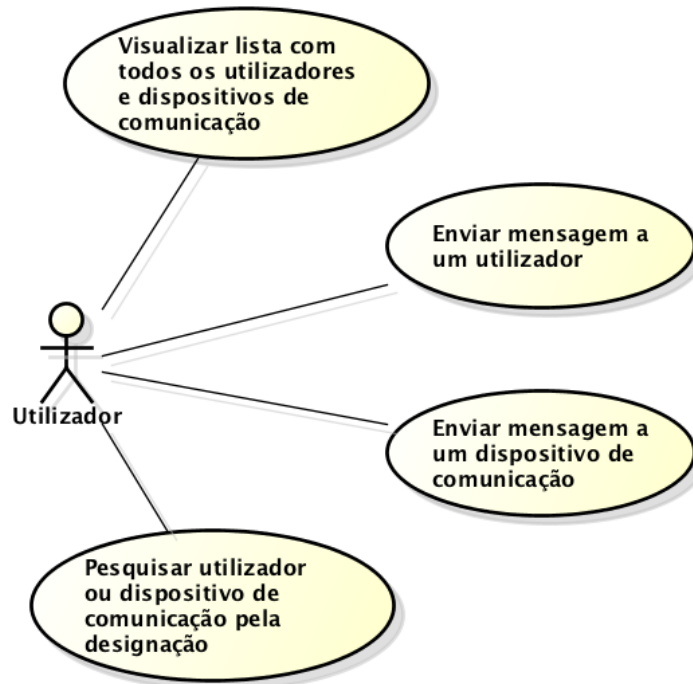 Visualizar lista com
todos os utilizadores
e dispositivos de
comunicação
Enviar mensagem a
um utilizador
Utilizador
Enviar mensagem a
um dispositivo de
comunicação
Pesquisar utilizador
ou dispositivo de
comunicação pela
designação